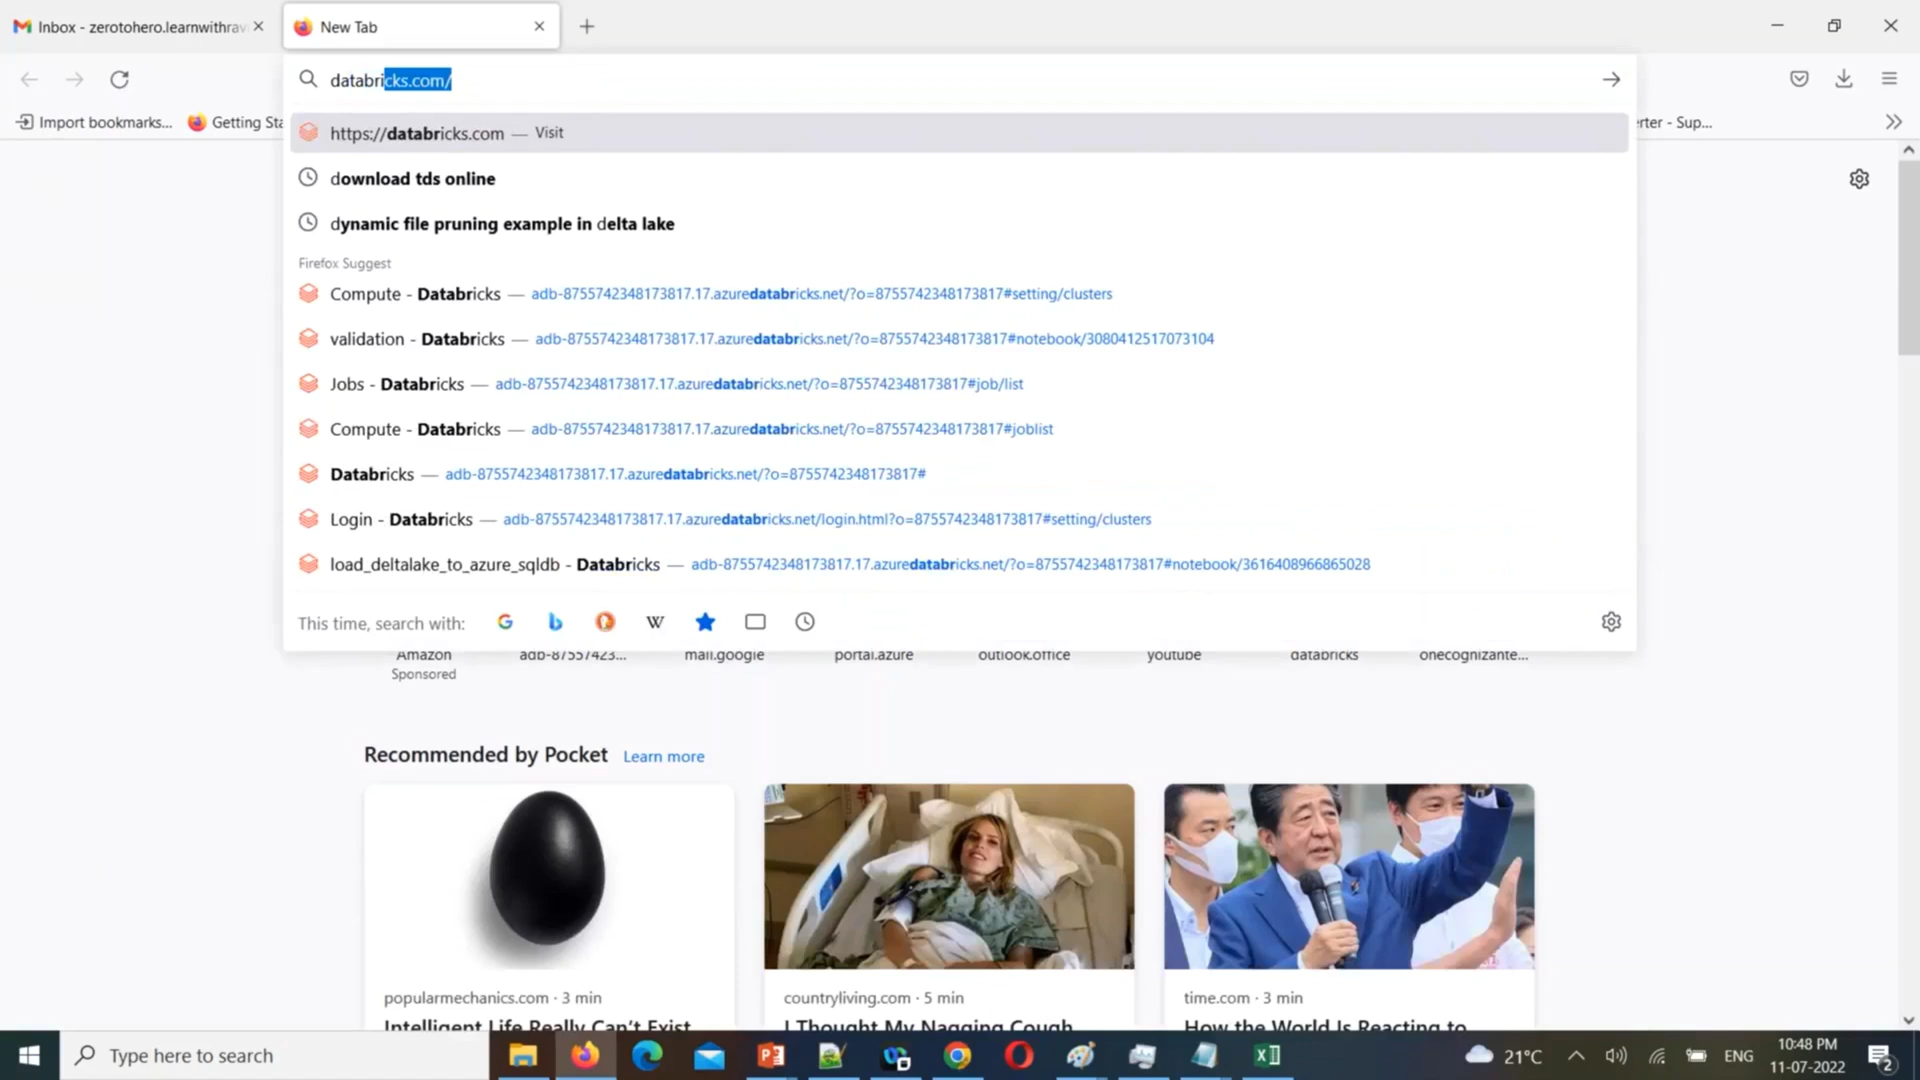 Inbox - zerotohero.learnwithrav
New Tab
databricks.com/
Import bookmarks...
Getting Sta
rter - Sup...
https://databricks.com — Visit
download tds online
dynamic file pruning example in delta lake
Firefox Suggest
Compute - Databricks — adb-8755742348173817.17.azuredatabricks.net/?o=8755742348173817#setting/clusters
validation - Databricks — adb-8755742348173817.17.azuredatabricks.net/?o=8755742348173817#notebook/3080412517073104
Jobs - Databricks — adb-8755742348173817.17.azuredatabricks.net/?o=8755742348173817#job/list
Compute - Databricks — adb-8755742348173817.17.azuredatabricks.net/?o=8755742348173817#joblist
Databricks — adb-8755742348173817.17.azuredatabricks.net/?o=8755742348173817#
Login - Databricks — adb-8755742348173817.17.azuredatabricks.net/login.html?o=8755742348173817#setting/clusters
load_deltalake_to_azure_sqldb - Databricks — adb-8755742348173817.17.azuredatabricks.net/?o=8755742348173817#notebook/3616408966865028
This time, search with:
Amazon
Sponsored
adb-87557423...
mail.google
portal.azure
outlook.office
youtube
databricks
onecognizante...
Recommended by Pocket Learn more
popularmechanics.com · 3 min
Intelligent Life Really Can't Exist
countryliving.com · 5 min
I Thought My Nagging Cough
time.com · 3 min
How the World Is Reacting to
Type here to search
21°C
ENG
10:48 PM
11-07-2022
2